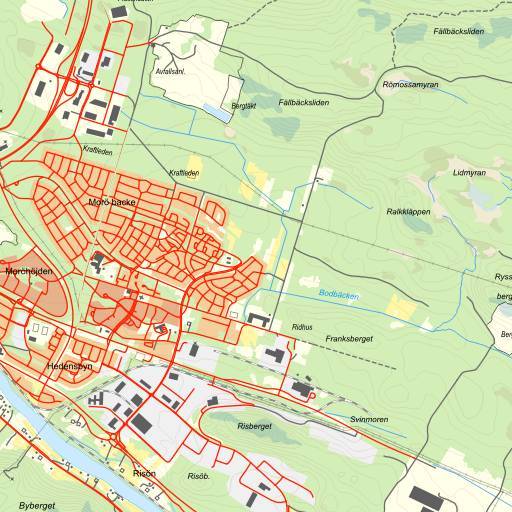 Fällbäcksliden
Avfallsanl.
Römossamyran
Bergtäkt
Fällbäcksliden
Kraftleden
Kraftleden
Lidmyran
Morö backe
Ralkkläppen
Moröhöjden
Ryss
berg
Bodbäcken
Ridhus
Franksberget
Berg
Hedensbyn
Svinmoren
Risberget
Risön
Risöb.
Byberget